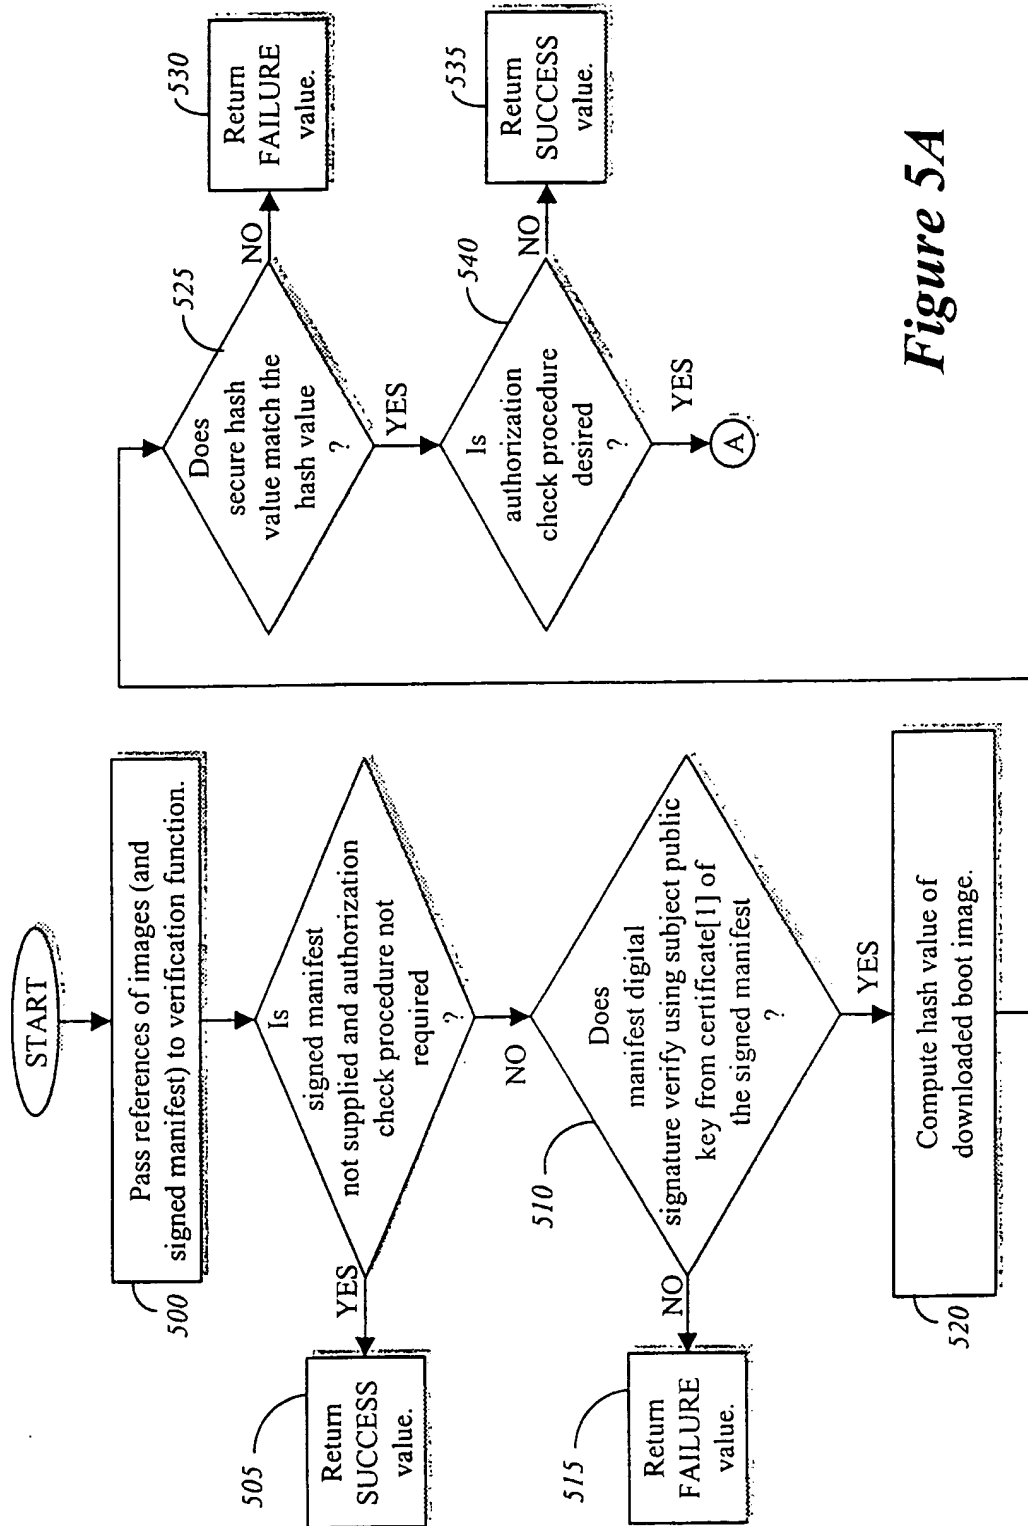 START
Pass references of images (and
signed manifest) to verification function.
500
Is
signed manifest
not supplied and authorization
check procedure not
required
?
YES
505
Return
SUCCESS
value.
NO
Does
manifest digital
signature verify using subject public
key from certificate[1] of
the signed manifest
?
510
NO
515
Return
FAILURE
value.
YES
Compute hash value of
downloaded boot image.
520
Does
secure hash
value match the
hash value
?
525
NO
530
Return
FAILURE
value.
YES
Is
authorization
check procedure
desired
?
540
NO
535
Return
SUCCESS
value.
YES
A
Figure 5A